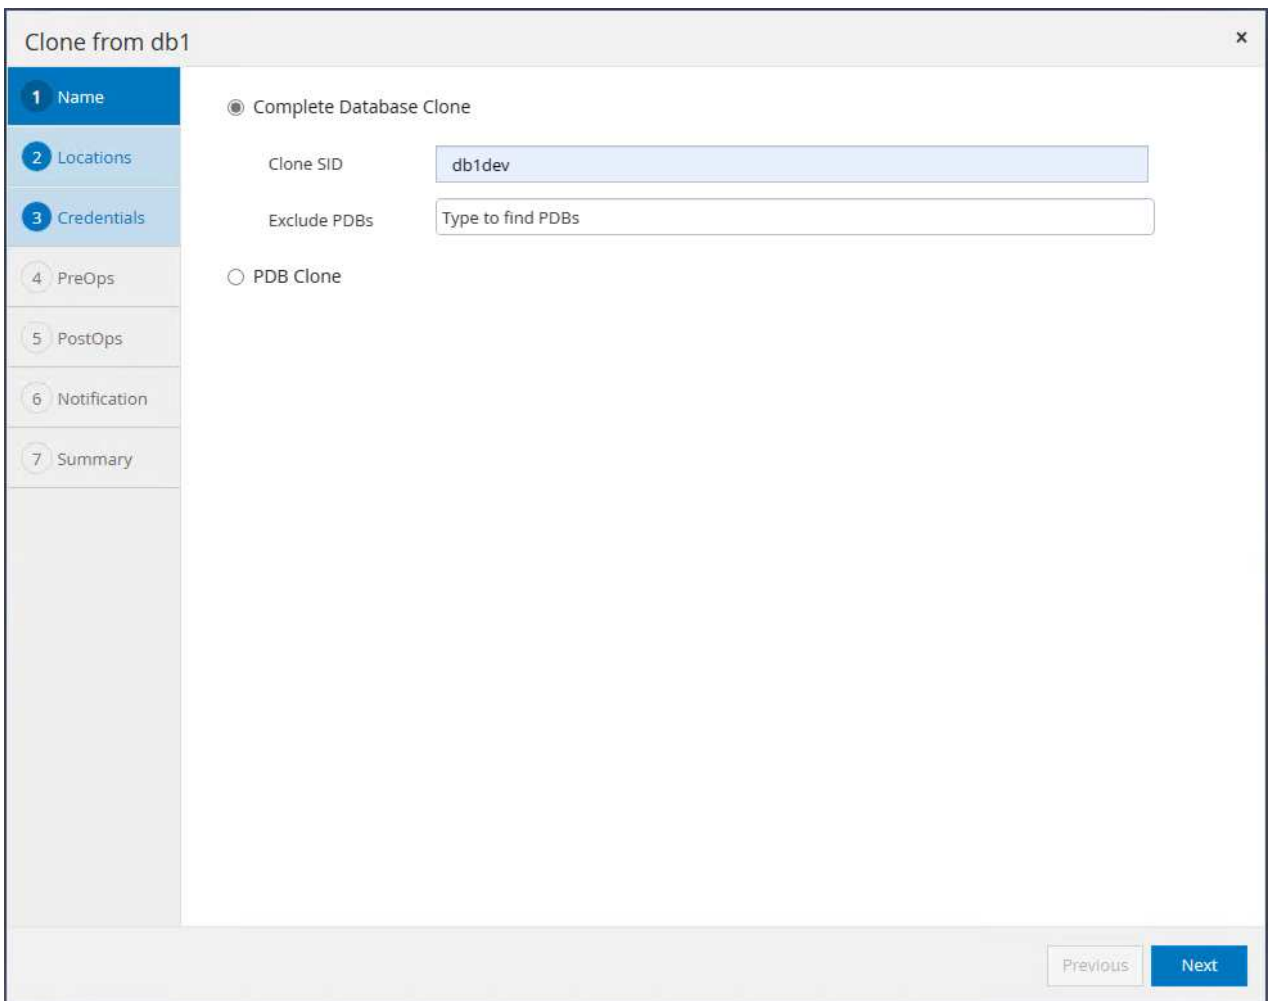 Clone from db1
x
1 Name
2 Locations
3 Credentials
4 PreOps
5 PostOps
6 Notification
7 Summary
Complete Database Clone
Clone SID
db1dev
Exclude PDBs
Type to find PDBs
PDB Clone
Previous
Next